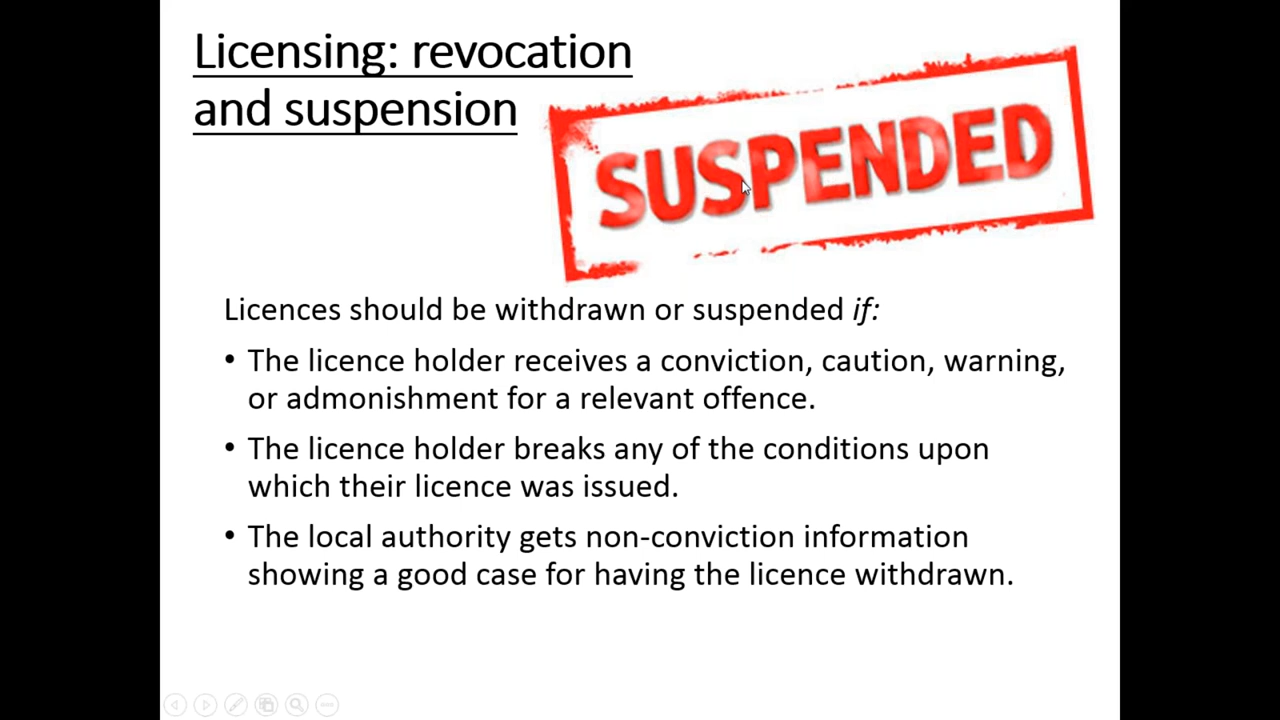 Licensing: revocation
and suspension
SUSPENDED
Licences should be withdrawn or suspended if:
• The licence holder receives a conviction, caution, warning,
or admonishment for a relevant offence.
• The licence holder breaks any of the conditions upon
which their licence was issued.
• The local authority gets non-conviction information
showing a good case for having the licence withdrawn.